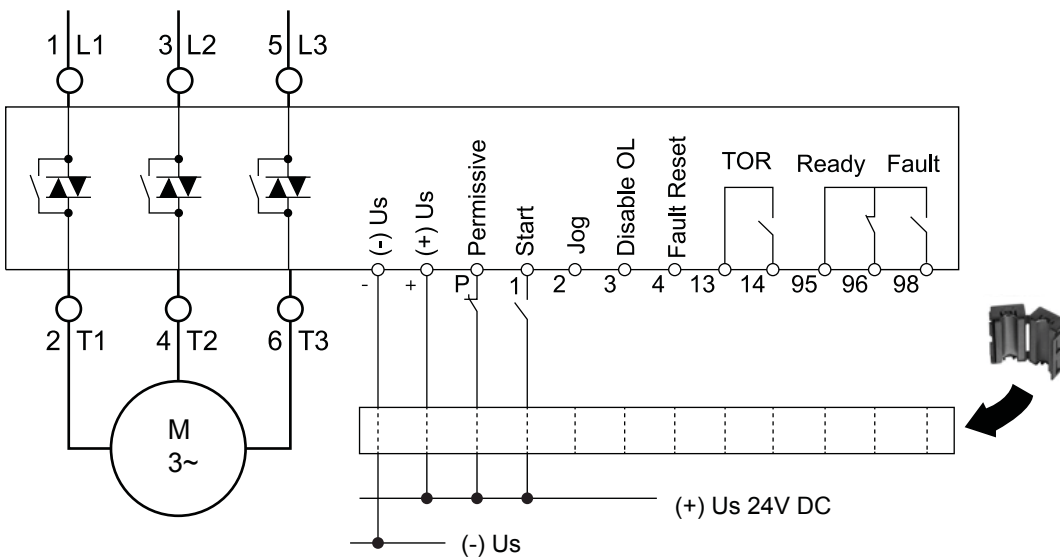 1 L1 3 L2 5 L3
TOR Ready Fault
(-) Us
(+) Us
Permissive
Start
Jog
Disable OL
Fault Reset
- + P 1 2 3 4 13 14 95 96 98
2 T1 4 T2 6 T3
M
3~
(+) Us 24V DC
(-) Us